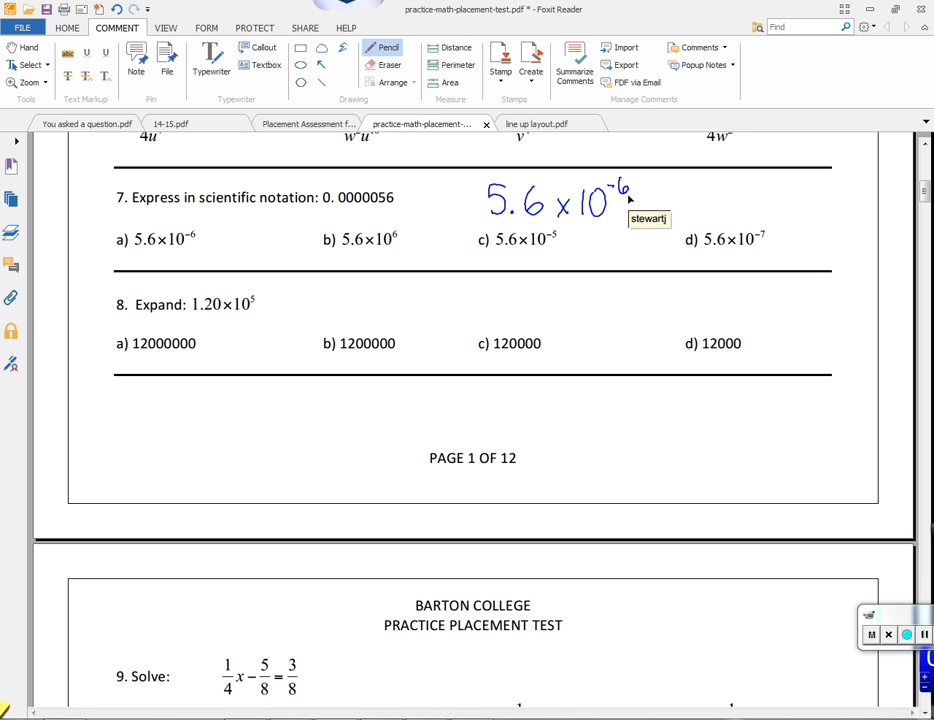 practice-math-placement-test.pdf * - Foxit Reader
FILE HOME COMMENT VIEW FORM PROTECT SHARE HELP Find
Hand
Select
Zoom
Tools
abc U U
T T T
Text Markup
Note File
Pin
Typewriter
Callout
Textbox
Typewriter
Pencil
Eraser
Arrange
Drawing
Distance
Perimeter
Area
Measure
Stamp Create
Stamps
Summarize
Comments
Import
Export
FDF via Email
Comments
Popup Notes
Manage Comments
You asked a question.pdf 14-15.pdf Placement Assessment f... practice-math-placement-... line up layout.pdf
7. Express in scientific notation: 0. 0000056
5.6 x 10⁻⁶
stewartj
a) 5.6×10⁻⁶ b) 5.6×10⁶ c) 5.6×10⁻⁵ d) 5.6×10⁻⁷
8. Expand: 1.20×10⁵
a) 12000000 b) 1200000 c) 120000 d) 12000
PAGE 1 OF 12
BARTON COLLEGE
PRACTICE PLACEMENT TEST
M
9. Solve: 1/4 x − 5/8 = 3/8